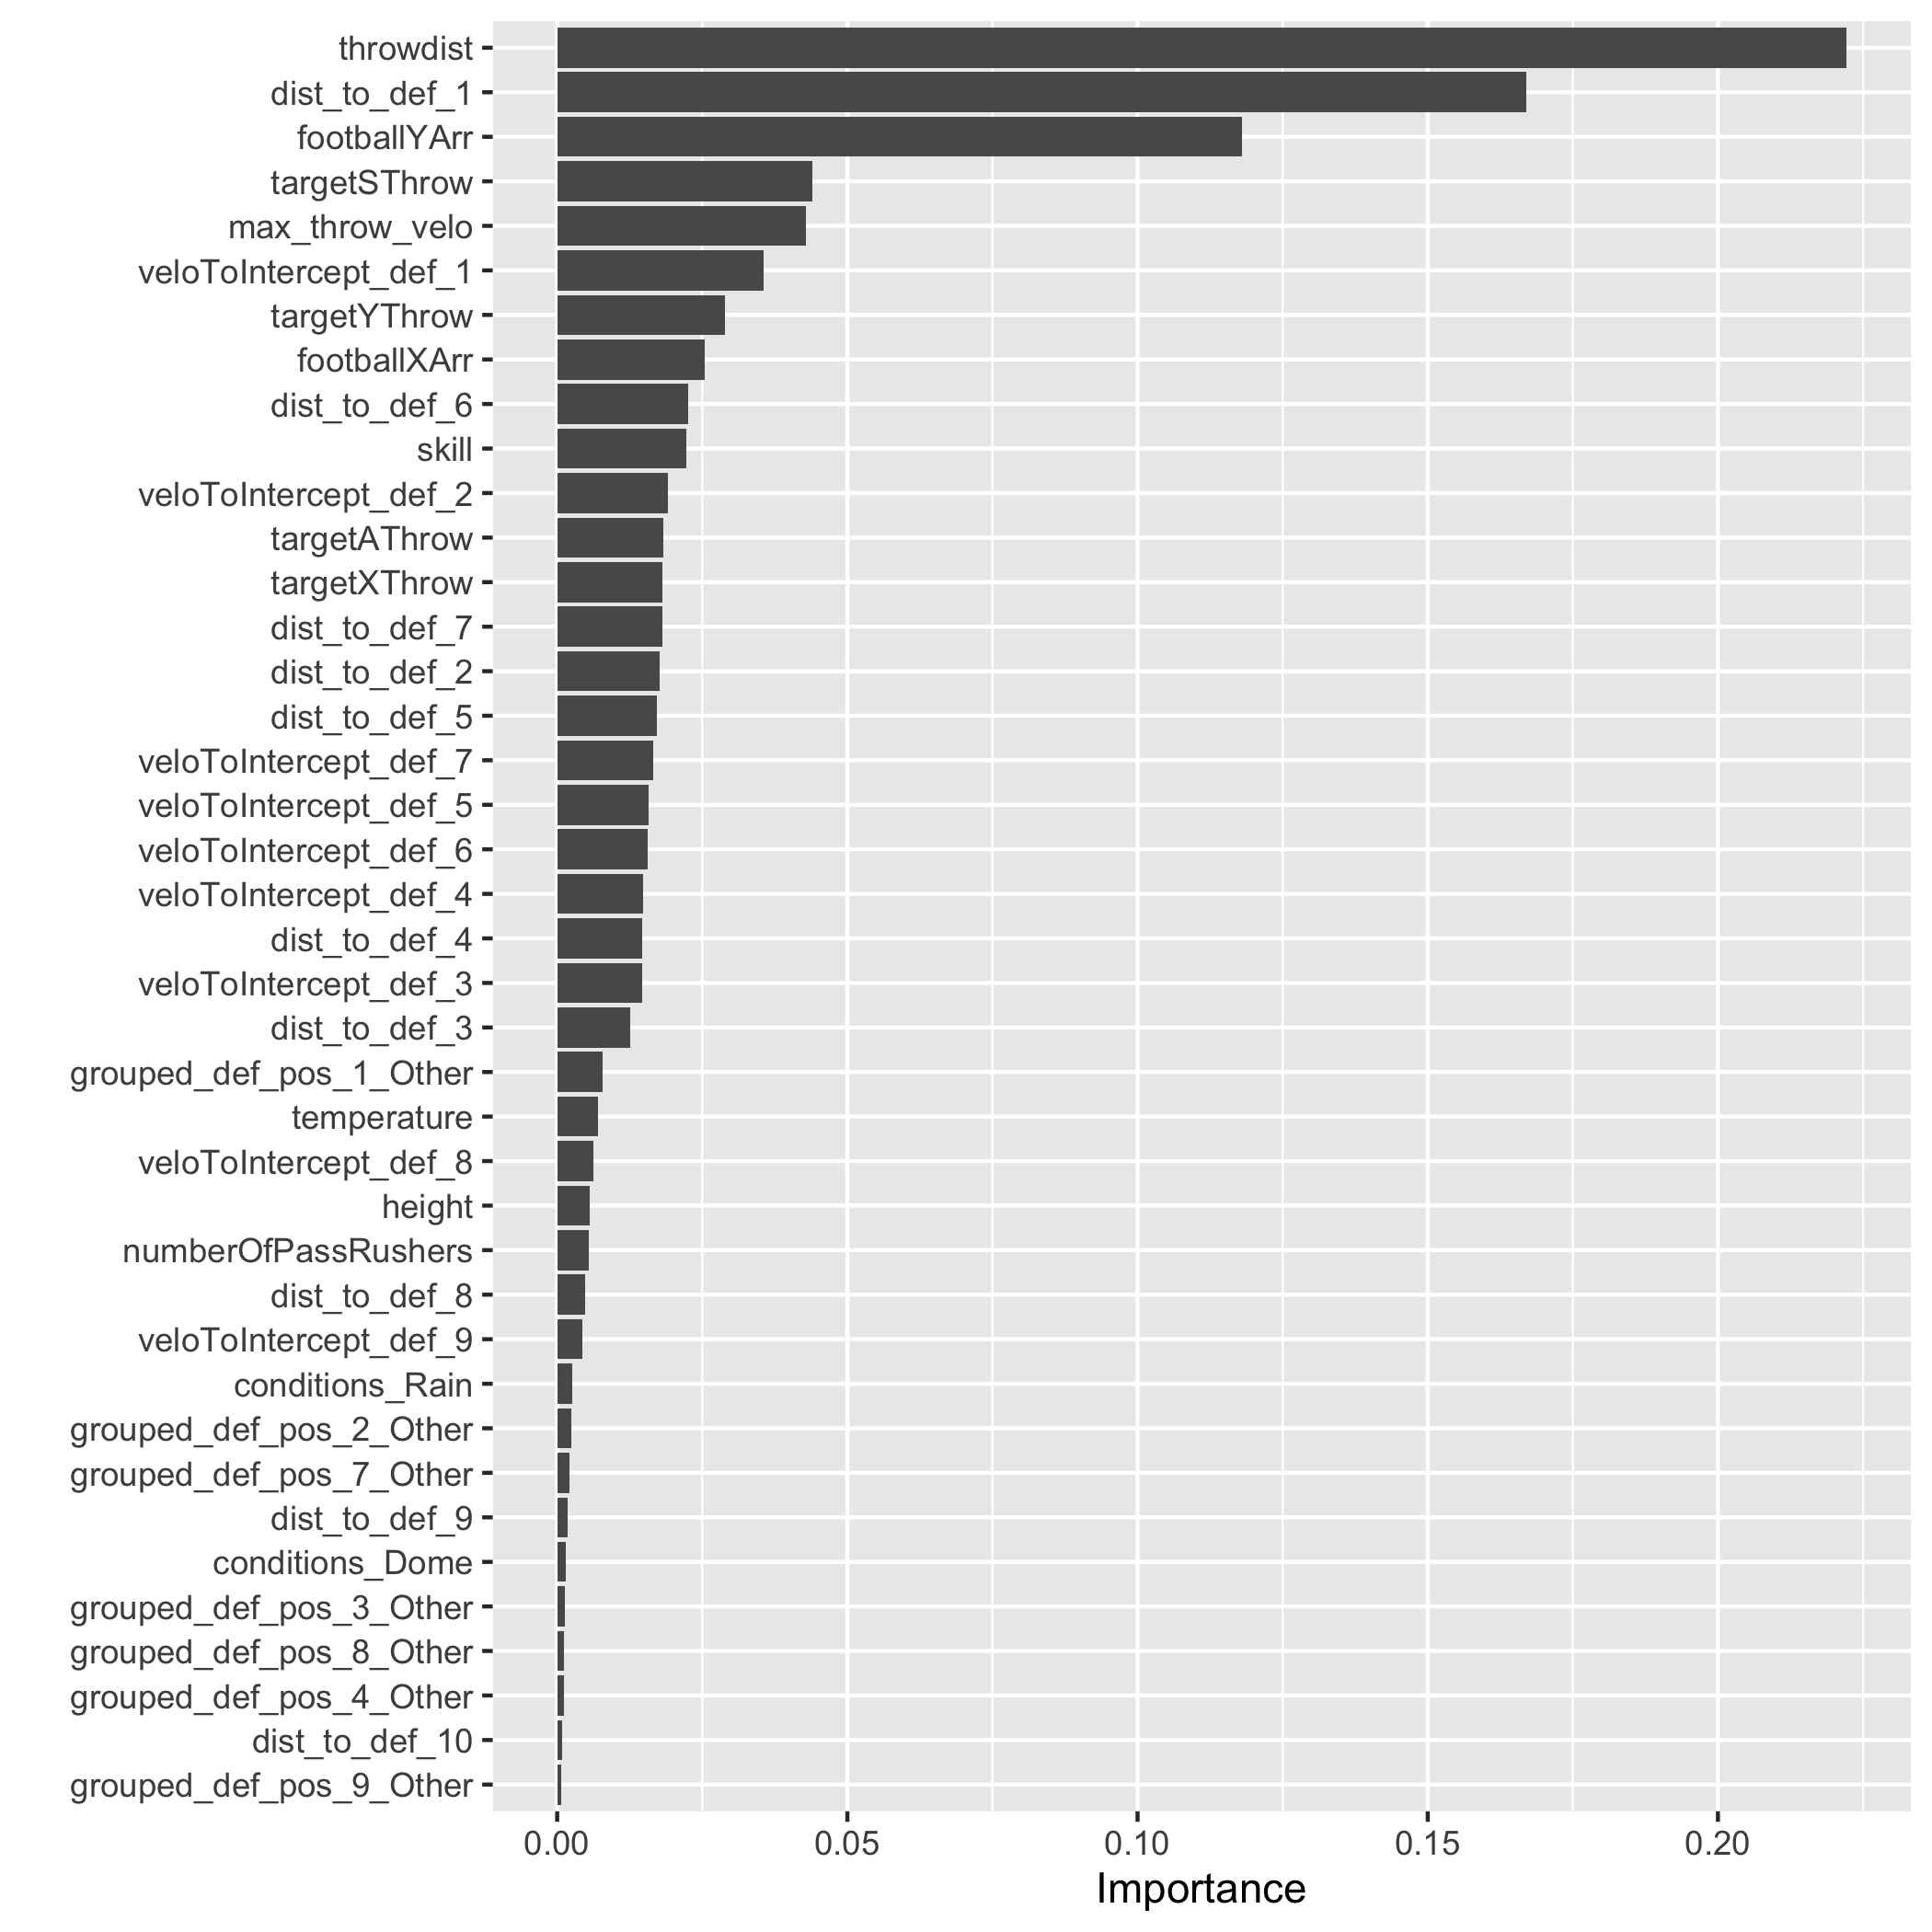 throwdist
dist_to_def_1
footballYArr
targetSThrow
max_throw_velo
veloToIntercept_def_1
targetYThrow
footballXArr
dist_to_def_6
skill
veloToIntercept_def_2
targetAThrow
targetXThrow
dist_to_def_7
dist_to_def_2
dist_to_def_5
veloToIntercept_def_7
veloToIntercept_def_5
veloToIntercept_def_6
veloToIntercept_def_4
dist_to_def_4
veloToIntercept_def_3
dist_to_def_3
grouped_def_pos_1_Other
temperature
veloToIntercept_def_8
height
numberOfPassRushers
dist_to_def_8
veloToIntercept_def_9
conditions_Rain
grouped_def_pos_2_Other
grouped_def_pos_7_Other
dist_to_def_9
conditions_Dome
grouped_def_pos_3_Other
grouped_def_pos_8_Other
grouped_def_pos_4_Other
dist_to_def_10
grouped_def_pos_9_Other
0.00 0.05 0.10 0.15 0.20
Importance